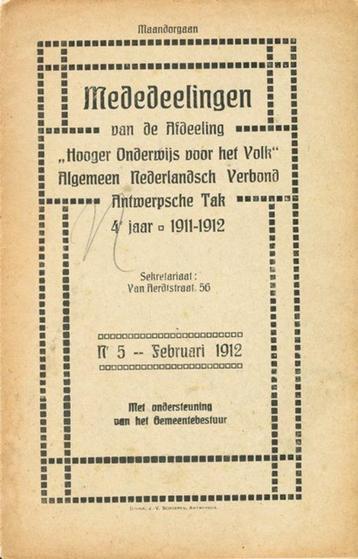 Maandorgaan
Mededeelingen
van de Afdeeling
„Hooger Onderwijs voor het Volk“
Algemeen Nederlandsch Verbond
Antwerpsche Tak
4e jaar ▫ 1911-1912
Sekretariaat:
Van Aerdtstraat. 56
Nr 5 -- Februari 1912
Met ondersteuning
van het Gemeentebestuur
J.-V.